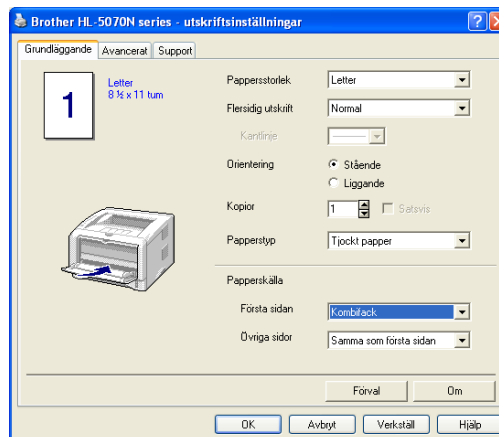 Brother HL-5070N series - utskriftsinställningar
Grundläggande Avancerat Support
1
Letter
8 ½ x 11 tum
Pappersstorlek Letter
Flersidig utskrift Normal
Kantlinje
Orientering Stående
Liggande
Kopior 1 Satsvis
Papperstyp Tjockt papper
Papperskälla
Första sidan Kombifack
Övriga sidor Samma som första sidan
Förval Om
OK Avbryt Verkställ Hjälp